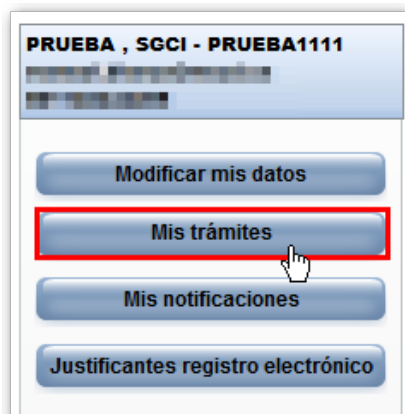 PRUEBA , SGCI - PRUEBA1111
Modificar mis datos
Mis trámites
Mis notificaciones
Justificantes registro electrónico